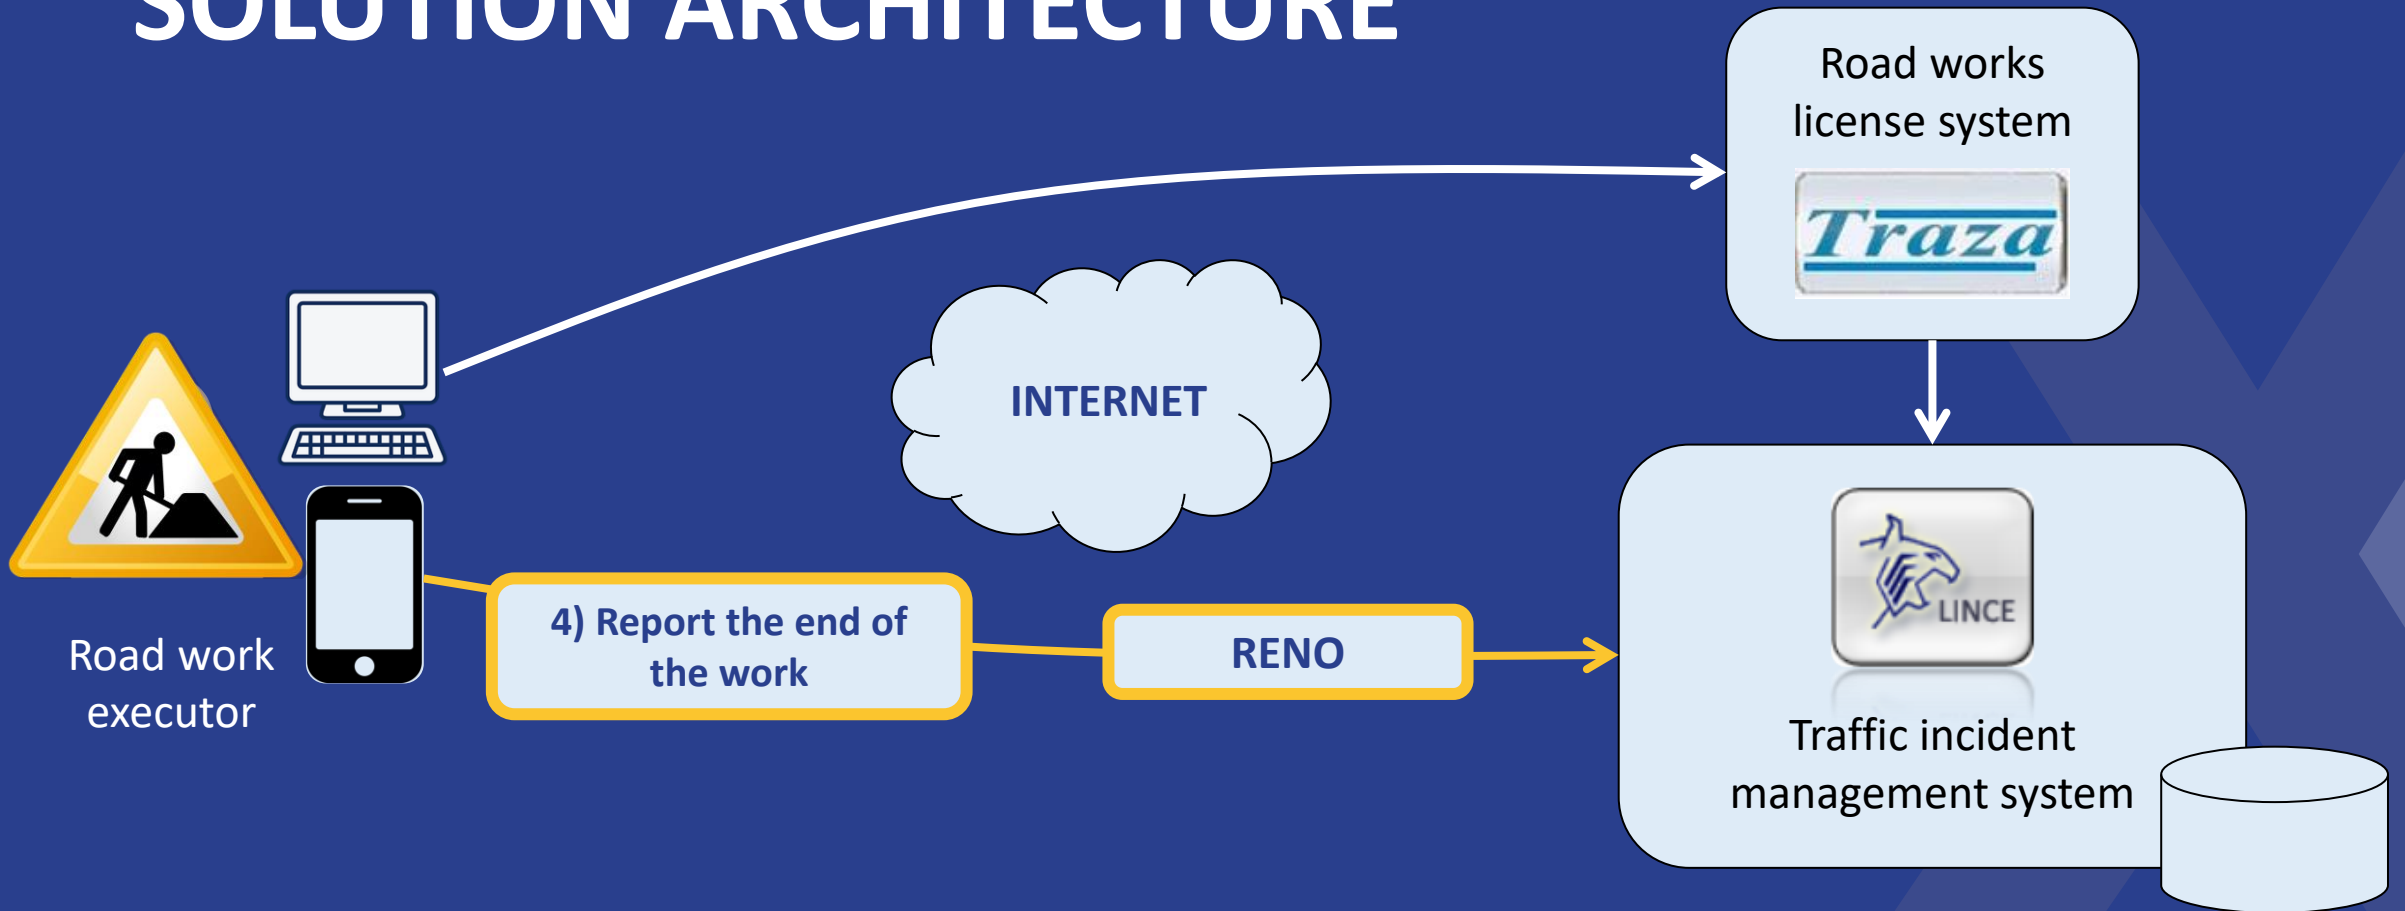 SOLUTION ARCHITECTURE
Road works
license system
Traza
INTERNET
4) Report the end of
the work
RENO
Road work
executor
LINCE
Traffic incident
management system